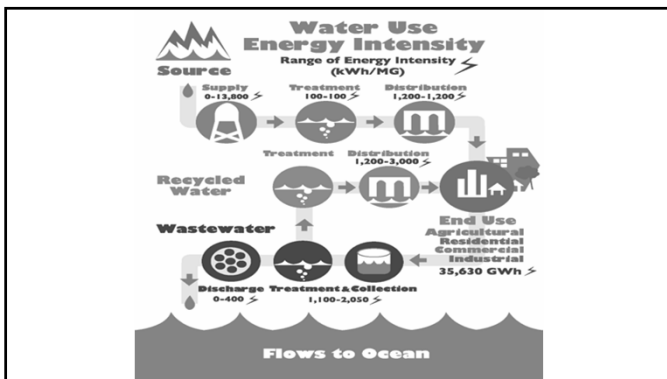 Water Use
Energy Intensity
Range of Energy Intensity
(kWh/MG)
Source
Supply
0-13,800
Treatment
100-100
Distribution
1,200-1,200
Treatment
Distribution
1,200-3,000
Recycled
Water
Wastewater
End Use
Agricultural
Residential
Commercial
Industrial
35,630 GWh
Discharge
0-400
Treatment & Collection
1,100-2,050
Flows to Ocean